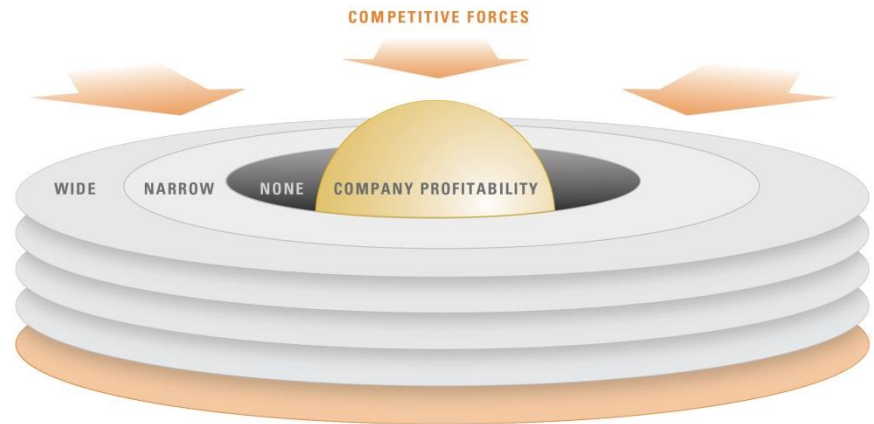 COMPETITIVE FORCES
WIDE NARROW NONE COMPANY PROFITABILITY